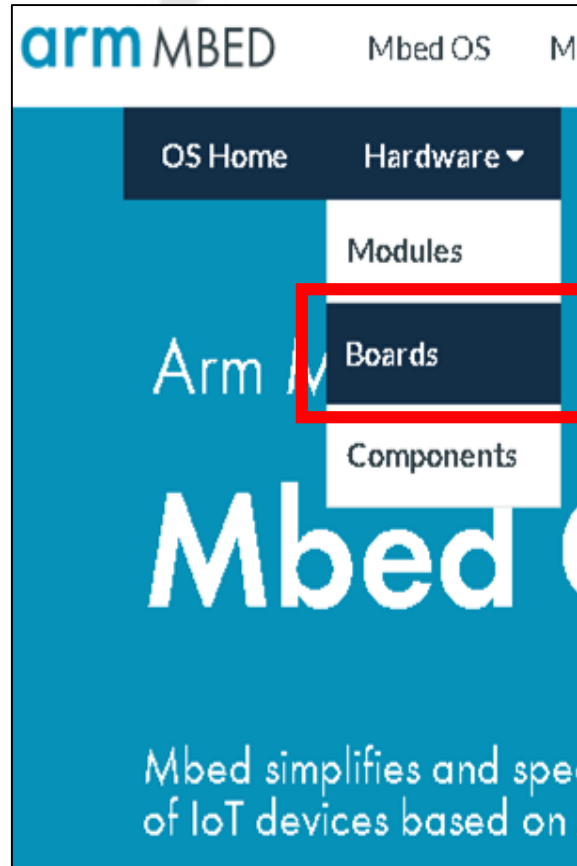 arm MBED Mbed OS M
OS Home Hardware
Modules
Boards
Arm M
Components
Mbed
Mbed simplifies and spe
of IoT devices based on